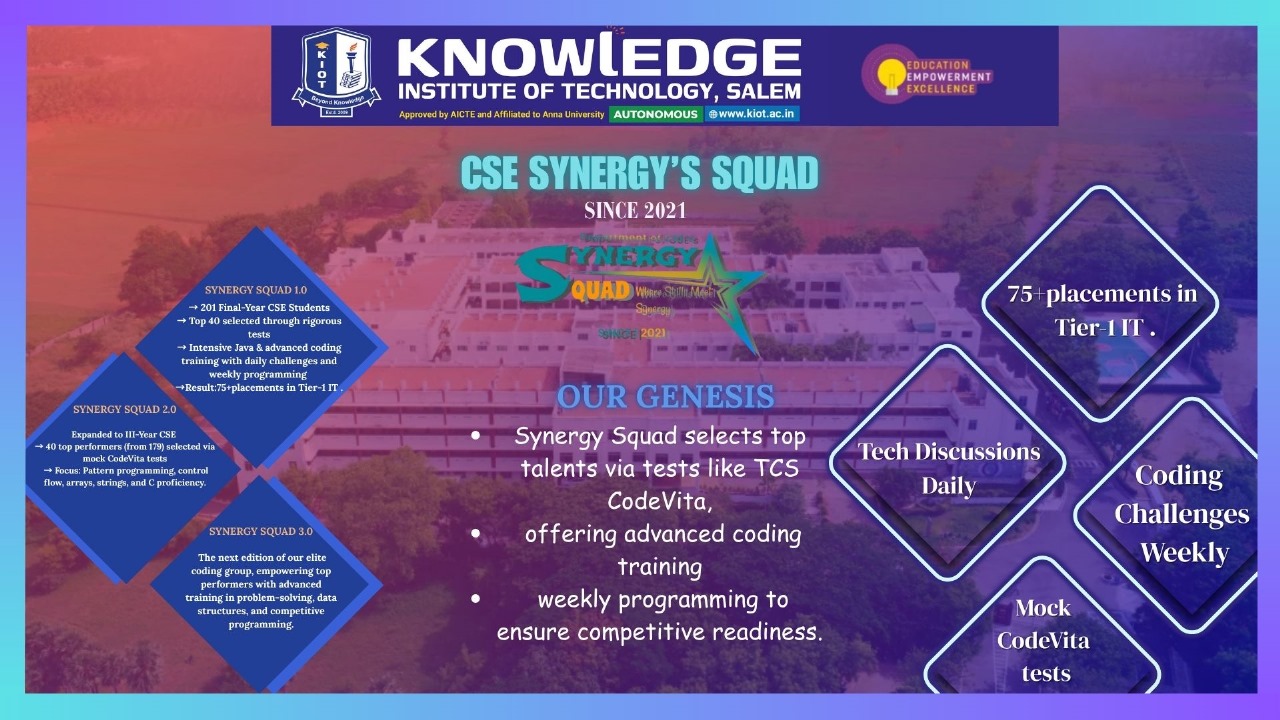 KIOT
Beyond Knowledge
Estd. 2009
KNOWlEDGE
INSTITUTE OF TECHNOLOGY, SALEM
Approved by AICTE and Affiliated to Anna University AUTONOMOUS www.kiot.ac.in
EDUCATION
EMPOWERMENT
EXCELLENCE
CSE SYNERGY'S SQUAD
SINCE 2021
Department of
SYNERGY
SQUAD Where Skills Meet
Synergy
SINCE 2021
SYNERGY SQUAD 1.0
→ 201 Final-Year CSE Students
→ Top 40 selected through rigorous
tests
→ Intensive Java & advanced coding
training with daily challenges and
weekly programming
→Result:75+placements in Tier-1 IT .
SYNERGY SQUAD 2.0
Expanded to III-Year CSE
→ 40 top performers (from 179) selected via
mock CodeVita tests
→ Focus: Pattern programming, control
flow, arrays, strings, and C proficiency.
SYNERGY SQUAD 3.0
The next edition of our elite
coding group, empowering top
performers with advanced
training in problem-solving, data
structures, and competitive
programming.
OUR GENESIS
• Synergy Squad selects top
talents via tests like TCS
CodeVita,
• offering advanced coding
training
• weekly programming to
ensure competitive readiness.
75+placements in
Tier-1 IT .
Tech Discussions
Daily
Coding
Challenges
Weekly
Mock
CodeVita
tests